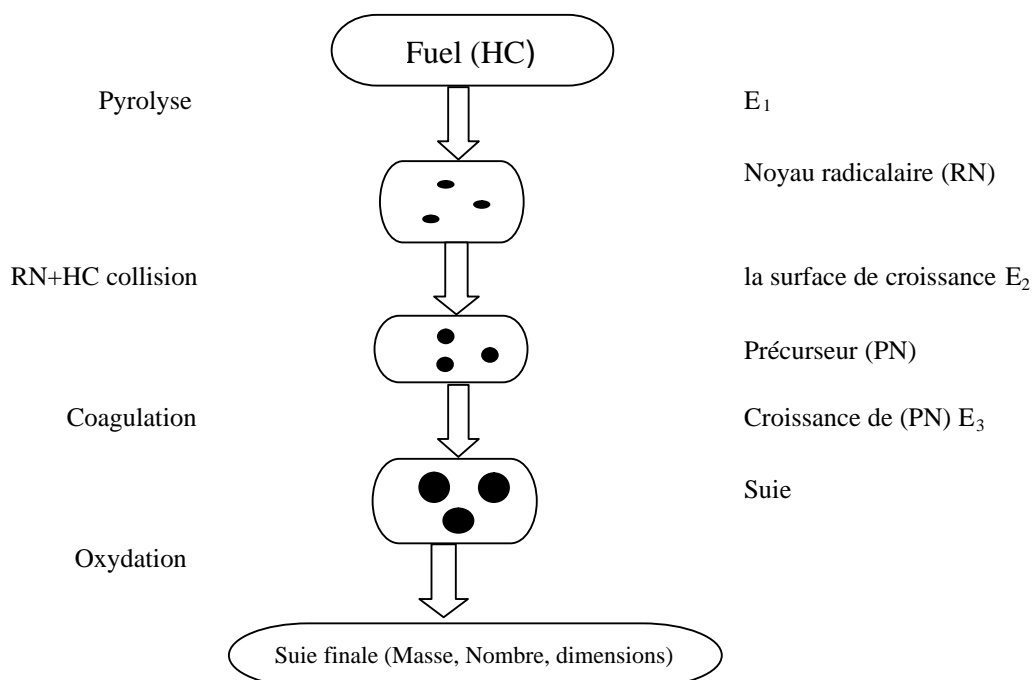 Fuel (HC)
Pyrolyse
E₁
Noyau radicalaire (RN)
RN+HC collision
la surface de croissance E₂
Précurseur (PN)
Coagulation
Croissance de (PN) E₃
Suie
Oxydation
Suie finale (Masse, Nombre, dimensions)